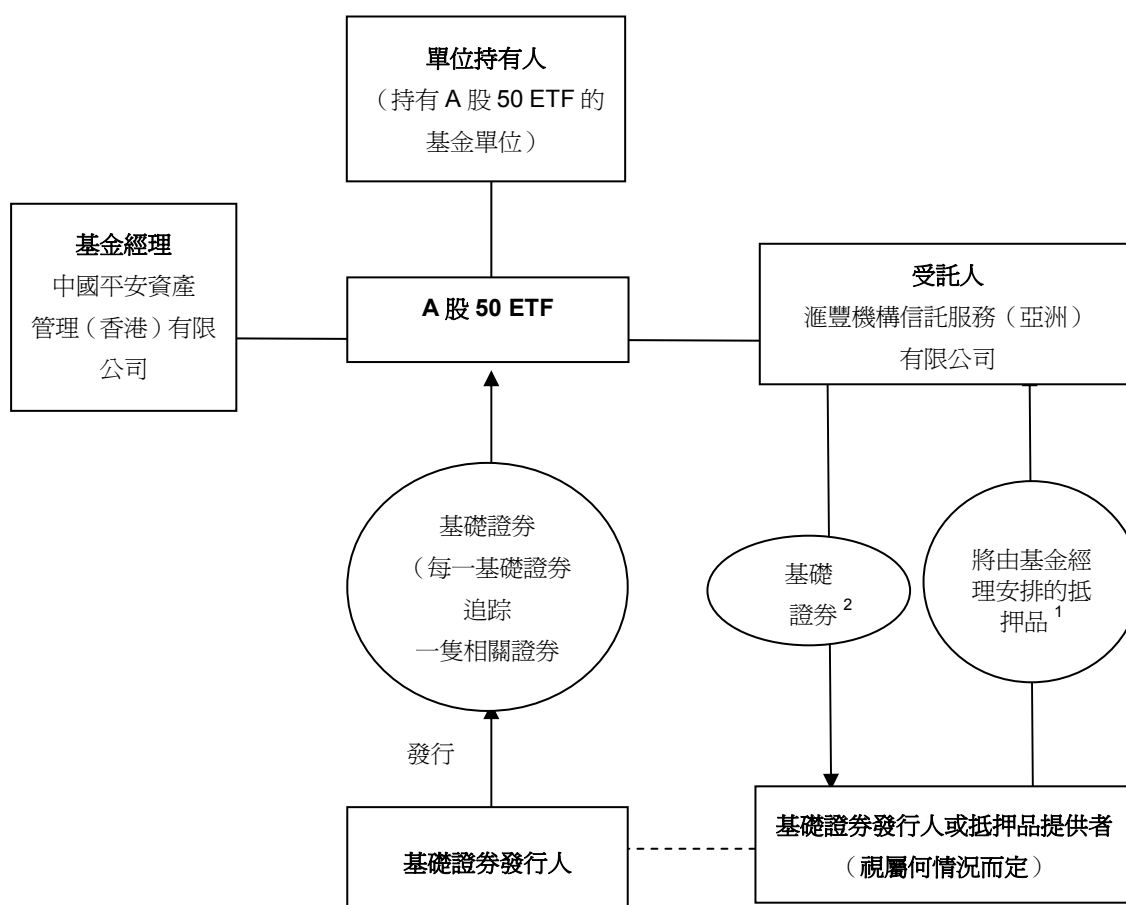 單位持有人
（持有 A 股 50 ETF 的
基金單位）
基金經理
中國平安資產
管理（香港）有限
公司
A 股 50 ETF
受託人
滙豐機構信託服務（亞洲）
有限公司
基礎證券
（每一基礎證券
追踪
一隻相關證券
基礎
證券 2
將由基金經
理安排的抵
押品 1
發行
基礎證券發行人
基礎證券發行人或抵押品提供者
（視屬何情況而定）